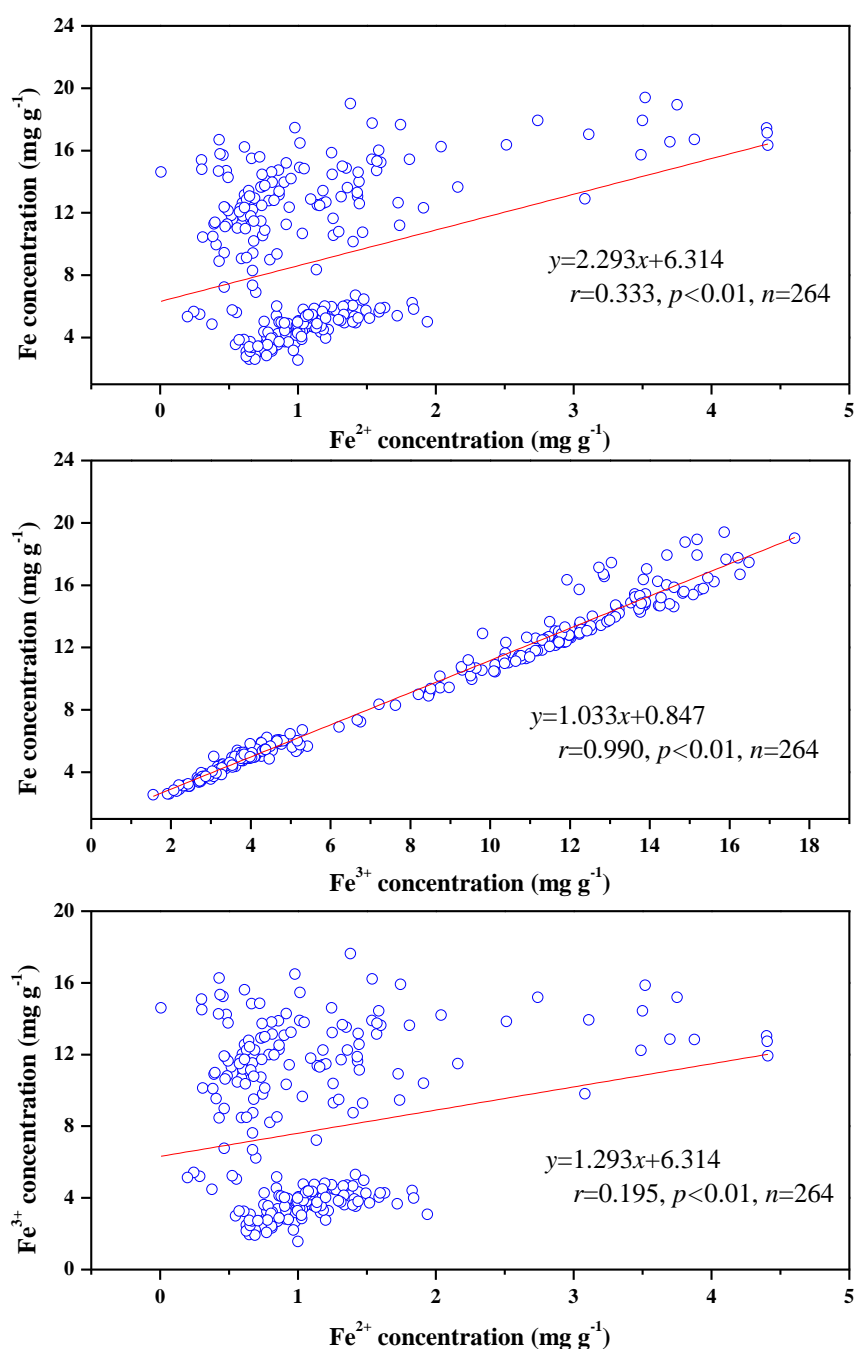 24
20
16
12
8
4
Fe concentration (mg g⁻¹)
y=2.293x+6.314
r=0.333, p<0.01, n=264
0 1 2 3 4 5
Fe²⁺ concentration (mg g⁻¹)
24
20
16
12
8
4
Fe concentration (mg g⁻¹)
y=1.033x+0.847
r=0.990, p<0.01, n=264
0 2 4 6 8 10 12 14 16 18
Fe³⁺ concentration (mg g⁻¹)
20
16
12
8
4
0
Fe³⁺ concentration (mg g⁻¹)
y=1.293x+6.314
r=0.195, p<0.01, n=264
0 1 2 3 4 5
Fe²⁺ concentration (mg g⁻¹)